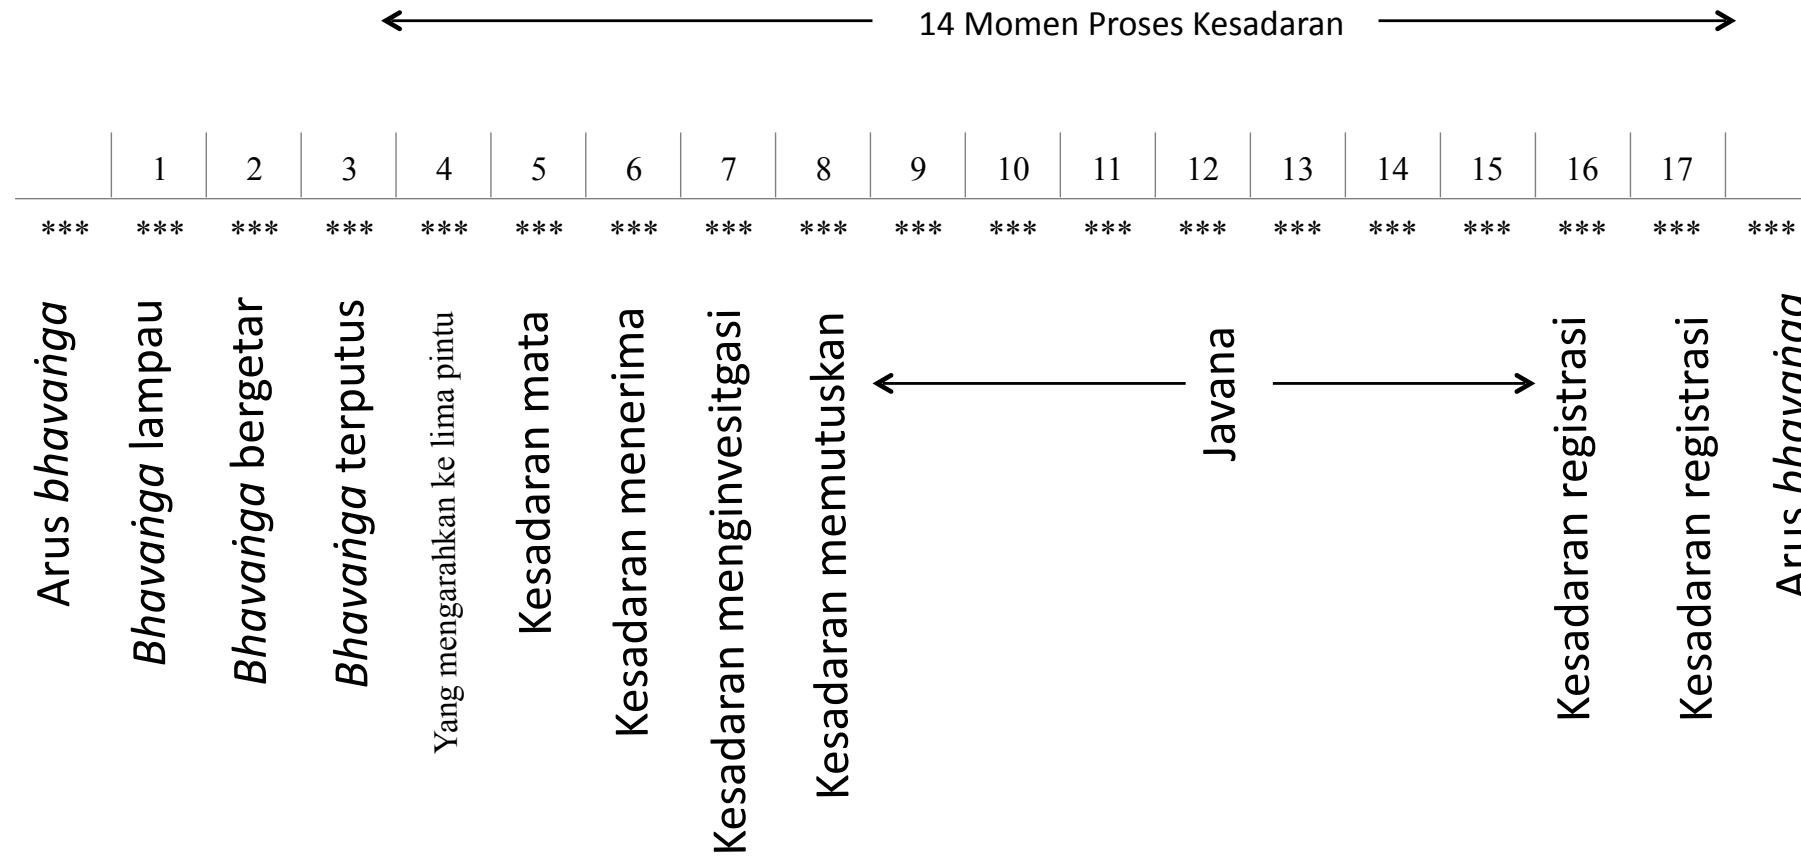 14 Momen Proses Kesadaran
1 2 3 4 5 6 7 8 9 10 11 12 13 14 15 16 17
*** *** *** *** *** *** *** *** *** *** *** *** *** *** *** *** *** *** ***
Arus bhavaṅga
Bhavaṅga lampau
Bhavaṅga bergetar
Bhavaṅga terputus
Yang mengarahkan ke lima pintu
Kesadaran mata
Kesadaran menerima
Kesadaran menginvesitgasi
Kesadaran memutuskan
Javana
Kesadaran registrasi
Kesadaran registrasi
Arus bhavaṅga